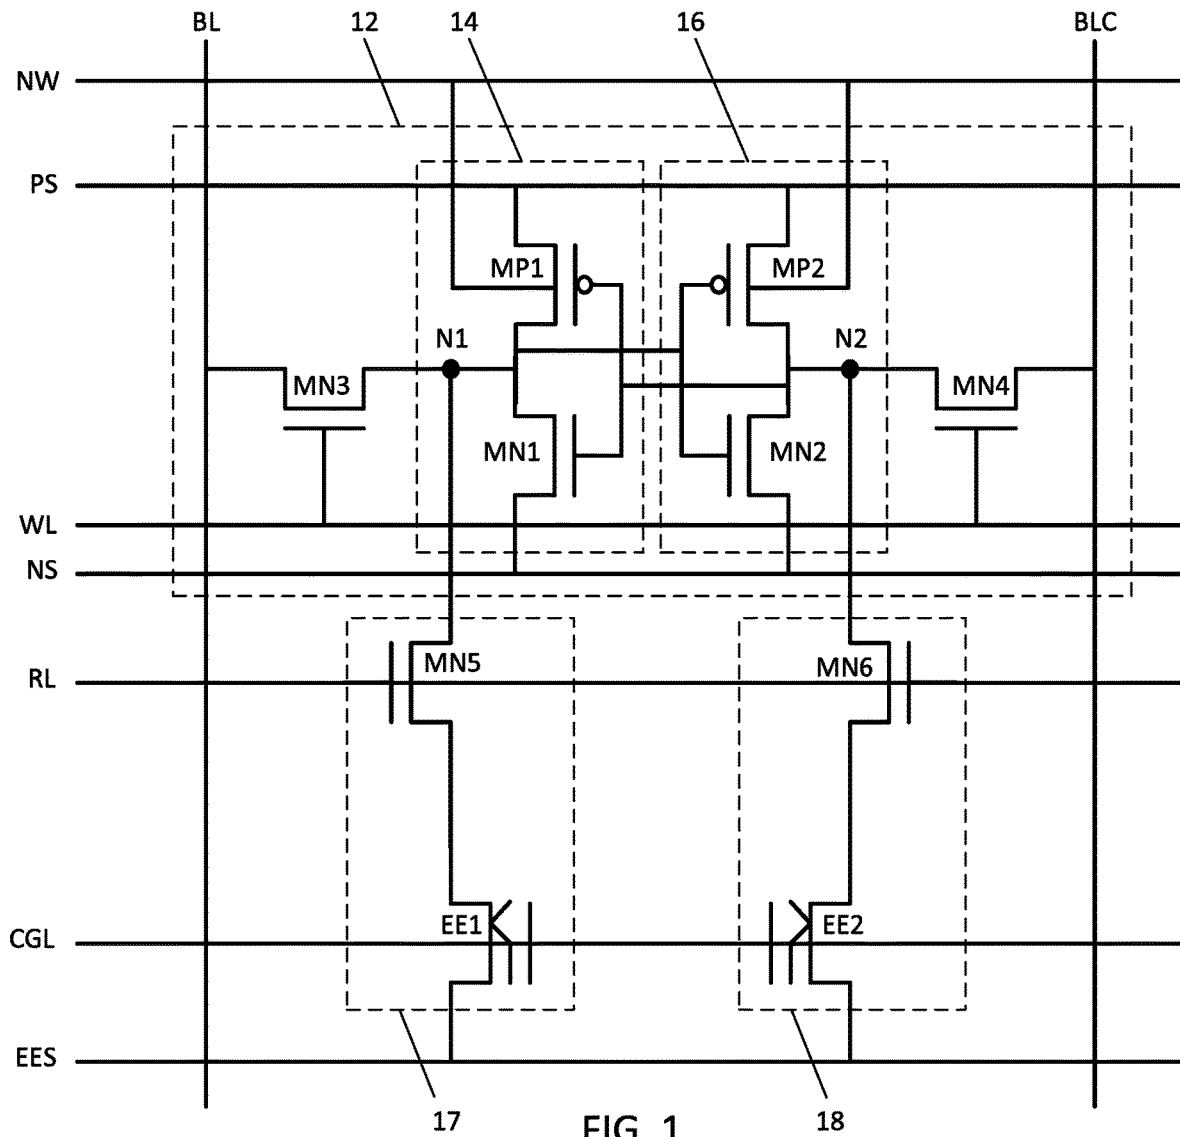 BL 12 14 16 BLC
NW
PS
MP1 MP2
N1 N2
MN3 MN4
MN1 MN2
WL
NS
MN5 MN6
RL
EE1 EE2
CGL
EES
17 18
FIG. 1